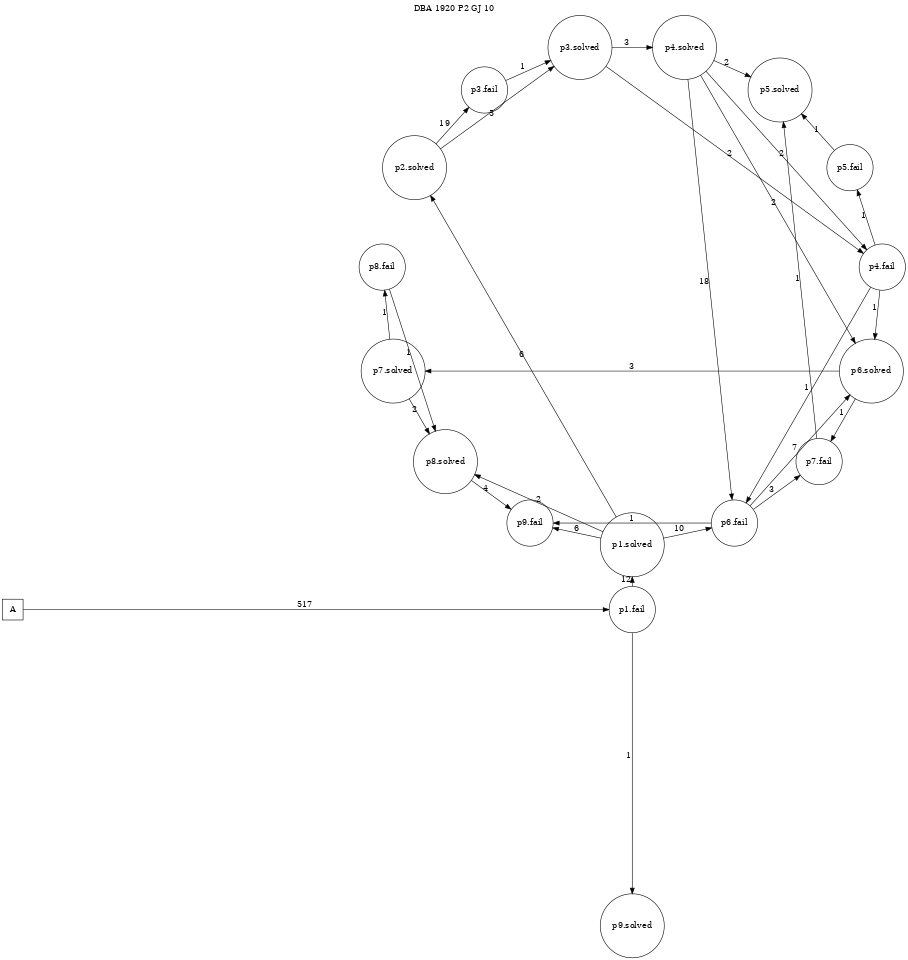 DBA 1920 P2 GJ 10
p3.solved
3
p4.solved
2
1
p5.solved
p3.fail
19
5
1
2
2
p2.solved
p5.fail
2
1
p8.fail
p4.fail
18
1
1
1
6
1
p7.solved
3
p6.solved
1
2
1
7
p8.solved
p7.fail
4
2
3
p9.fail
1
p6.fail
6
10
p1.solved
12
A
517
p1.fail
1
p9.solved